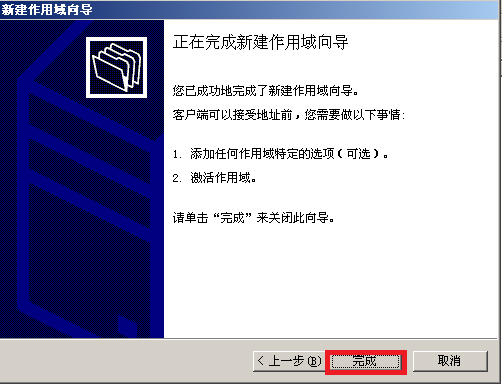 新建作用域向导
正在完成新建作用域向导
您已成功地完成了新建作用域向导。
客户端可以接受地址前，您需要做以下事情:
1. 添加任何作用域特定的选项(可选)。
2. 激活作用域。
请单击“完成”来关闭此向导。
< 上一步(B) 完成 取消